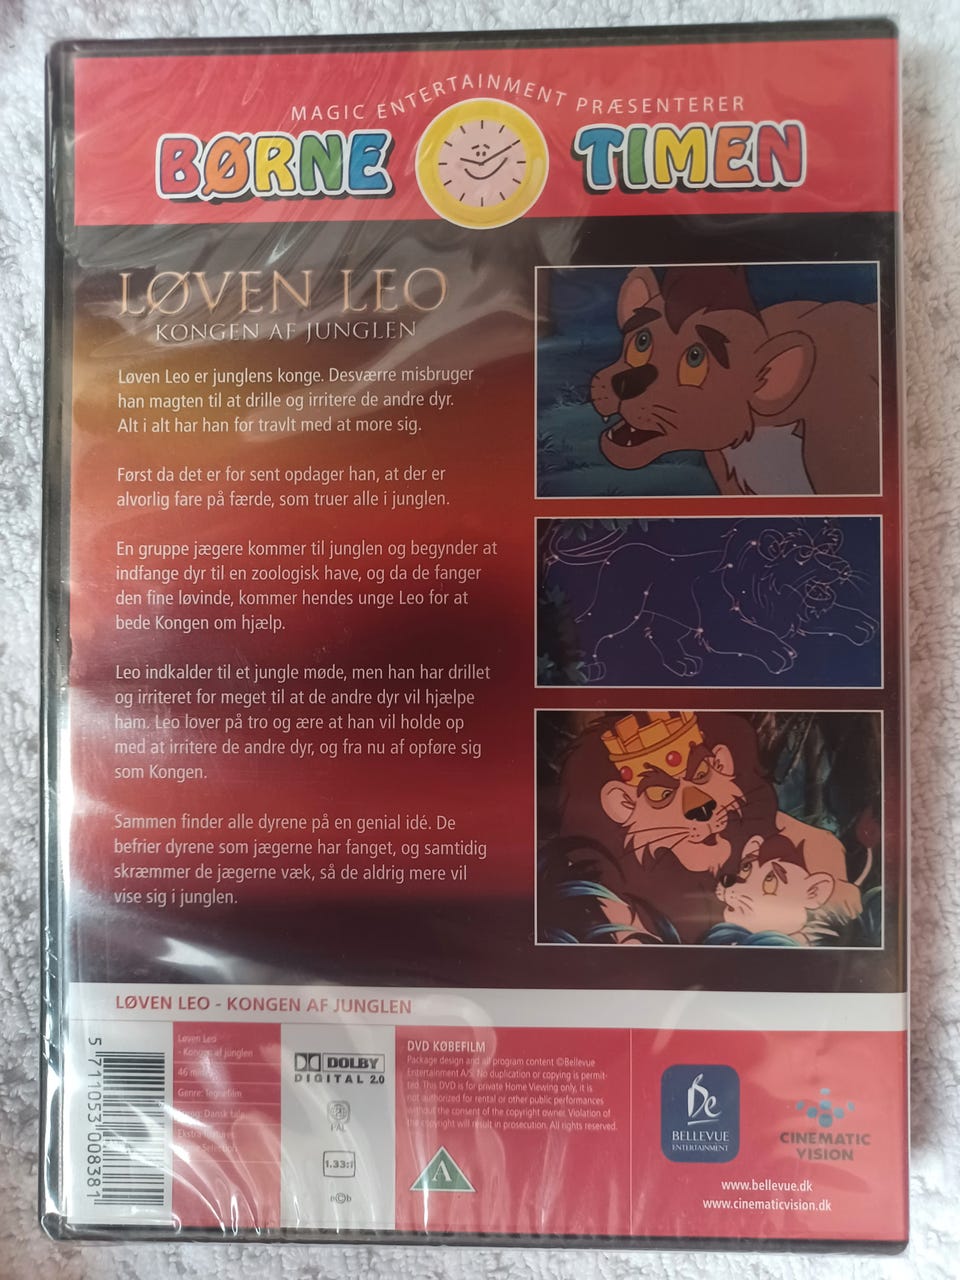 MAGIC ENTERTAINMENT PRÆSENTERER
BØRNE TIMEN
LØVEN LEO
KONGEN AF JUNGLEN
Løven Leo er junglens konge. Desværre misbruger
han magten til at drille og irritere de andre dyr.
Alt i alt har han før travlt med at more sig.
Først da det er for sent opdager han, at der er
alvorlig fare på færde, som truer alle i junglen.
En gruppe jægere kommer til junglen og begynder at
indfange dyr til en zoologisk have, og da de fanger
den fine løvinde, kommer hendes unge Leo for at
bede Kongen om hjælp.
Leo indkalder til et jungle møde, men han har drillet
og irriteret for meget til at de andre dyr vil hjælpe
ham. Leo lover på tro og ære at han vil holde op
med at irritere de andre dyr, og fra nu af opføre sig
som Kongen.
Sammen finder alle dyrene på en genial idé. De
befrier dyrene som jægerne har fanget, og samtidig
skræmmer de jægerne væk, så de aldrig mere vil
vise sig i junglen.
LØVEN LEO - KONGEN AF JUNGLEN
5 711053 008381
Løven Leo
- Kongen af junglen
46 min
Genre: Tegnefilm
Dansk tale
Ekstra
DOLBY
DIGITAL 2.0
PAL
1.33:1
DVD KØBEFILM
Package design and all program content ©Bellevue
Entertainment A/S. No duplication or copying is permit-
ted. This DVD is for private Home Viewing only, it is
not authorized for rental or other public performances
without the consent of the copyright owner. Violation of
the copyright will result in prosecution. All rights reserved.
A
Be
BELLEVUE
ENTERTAINMENT
CINEMATIC
VISION
www.bellevue.dk
www.cinematicvision.dk